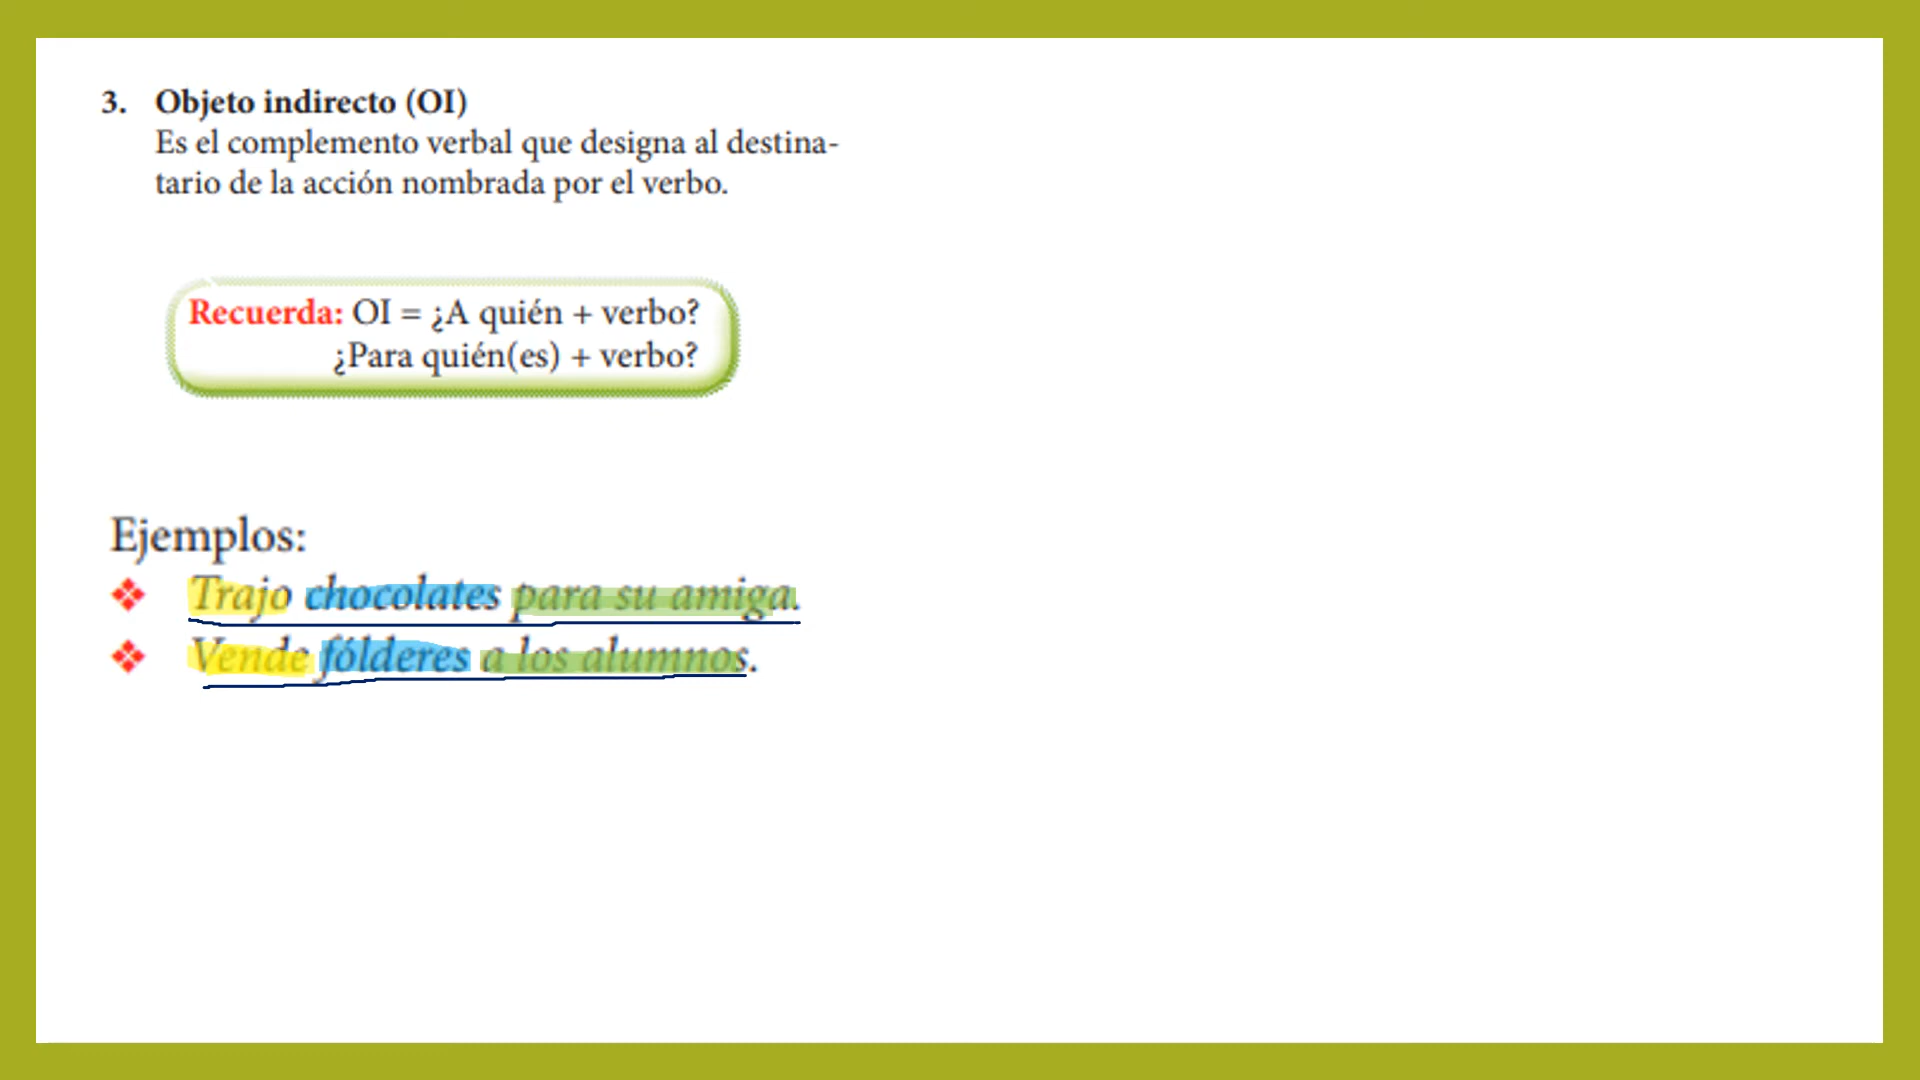 3. Objeto indirecto (OI)
Es el complemento verbal que designa al destina-
tario de la acción nombrada por el verbo.
Recuerda: OI = ¿A quién + verbo?
¿Para quién(es) + verbo?
Ejemplos:
❖ Trajo chocolates para su amiga.
❖ Vende fólderes a los alumnos.